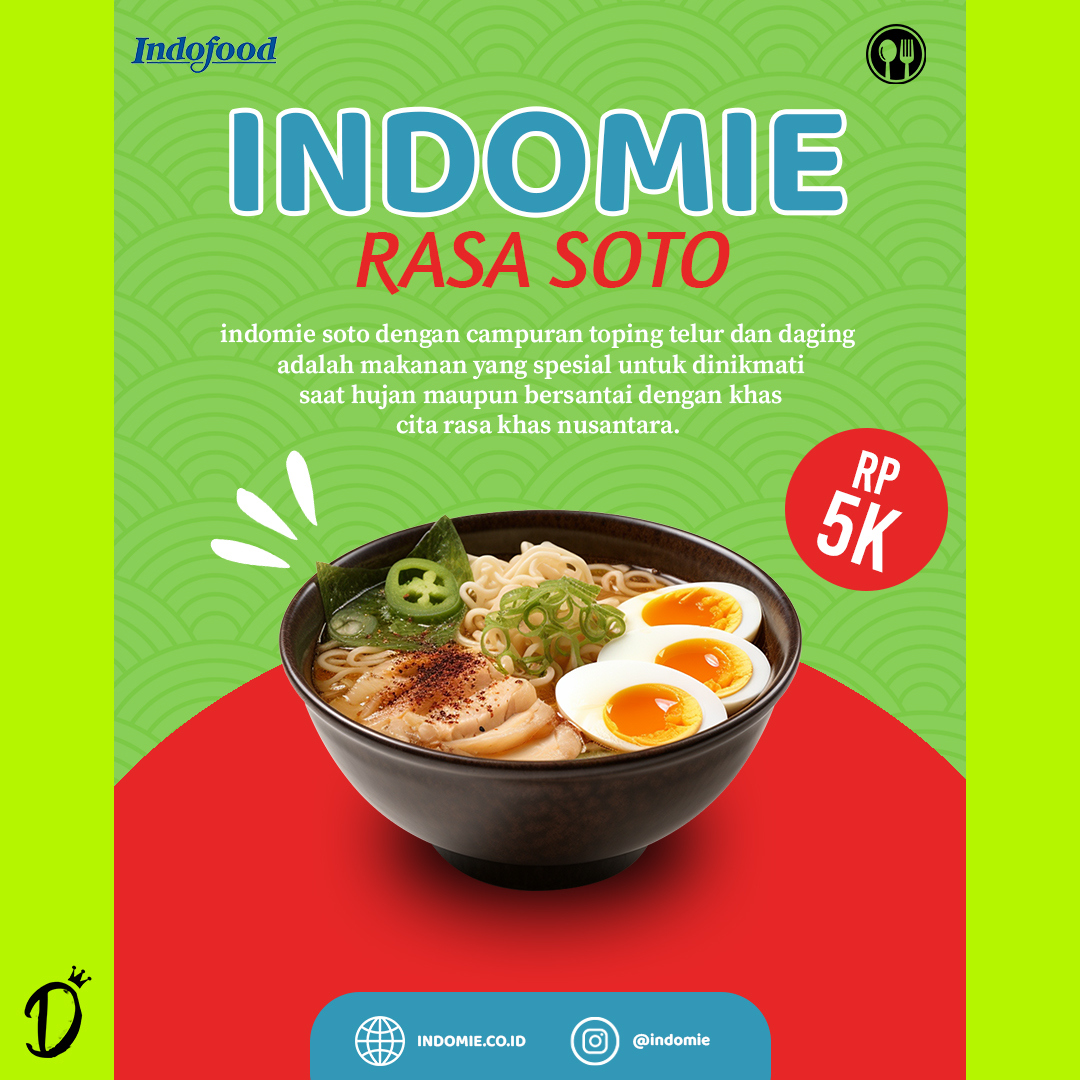 Indofood
INDOMIE
RASA SOTO
indomie soto dengan campuran toping telur dan daging
adalah makanan yang spesial untuk dinikmati
saat hujan maupun bersantai dengan khas
cita rasa khas nusantara.
RP
5K
D
INDOMIE.CO.ID
@indomie